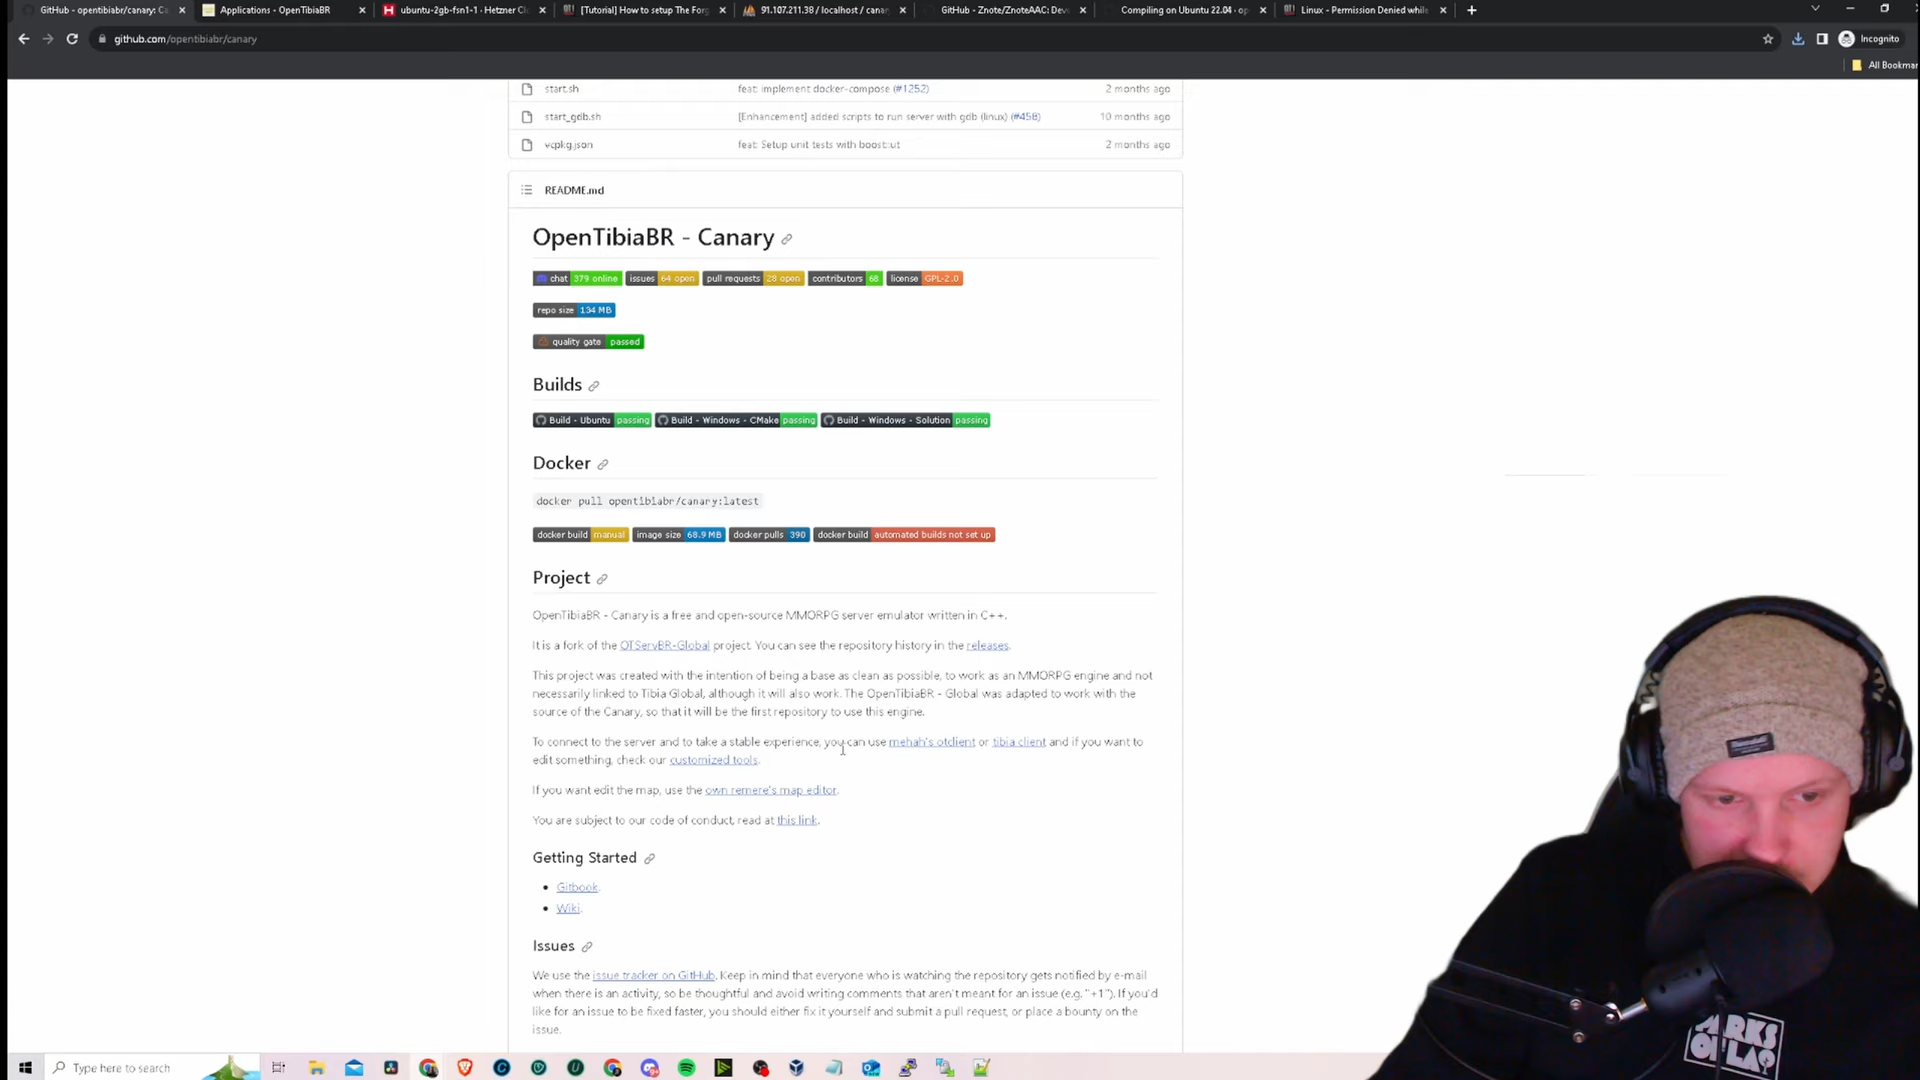 GitHub - opentibiabr/canary: Ca
Applications - OpenTibiaBR
ubuntu-2gb-fsn1-1 - Hetzner Cl
[Tutorial] How to setup The Forg
91.107.211.38 / localhost / canar
GitHub - Znote/ZnoteAAC: Deve
Compiling on Ubuntu 22.04 · op
Linux - Permission Denied while
github.com/opentibiabr/canary
Incognito
All Bookmar
start.sh feat: implement docker-compose (#1252) 2 months ago
start_gdb.sh [Enhancement] added scripts to run server with gdb (linux) (#458) 10 months ago
vcpkg.json feat: Setup unit tests with boost::ut 2 months ago
README.md
OpenTibiaBR - Canary
chat 379 online issues 64 open pull requests 28 open contributors 68 license GPL-2.0
repo size 134 MB
quality gate passed
Builds
Build - Ubuntu passing Build - Windows - CMake passing Build - Windows - Solution passing
Docker
docker pull opentibiabr/canary:latest
docker build manual image size 68.9 MB docker pulls 390 docker build automated builds not set up
Project
OpenTibiaBR - Canary is a free and open-source MMORPG server emulator written in C++.
It is a fork of the OTServBR-Global project. You can see the repository history in the releases.
This project was created with the intention of being a base as clean as possible, to work as an MMORPG engine and not
necessarily linked to Tibia Global, although it will also work. The OpenTibiaBR - Global was adapted to work with the
source of the Canary, so that it will be the first repository to use this engine.
To connect to the server and to take a stable experience, you can use mehah's otclient or tibia client and if you want to
edit something, check our customized tools.
If you want edit the map, use the own remere's map editor.
You are subject to our code of conduct, read at this link.
Getting Started
• Gitbook.
• Wiki.
Issues
We use the issue tracker on GitHub. Keep in mind that everyone who is watching the repository gets notified by e-mail
when there is an activity, so be thoughtful and avoid writing comments that aren't meant for an issue (e.g. "+1"). If you'd
like for an issue to be fixed faster, you should either fix it yourself and submit a pull request, or place a bounty on the
issue.
Type here to search